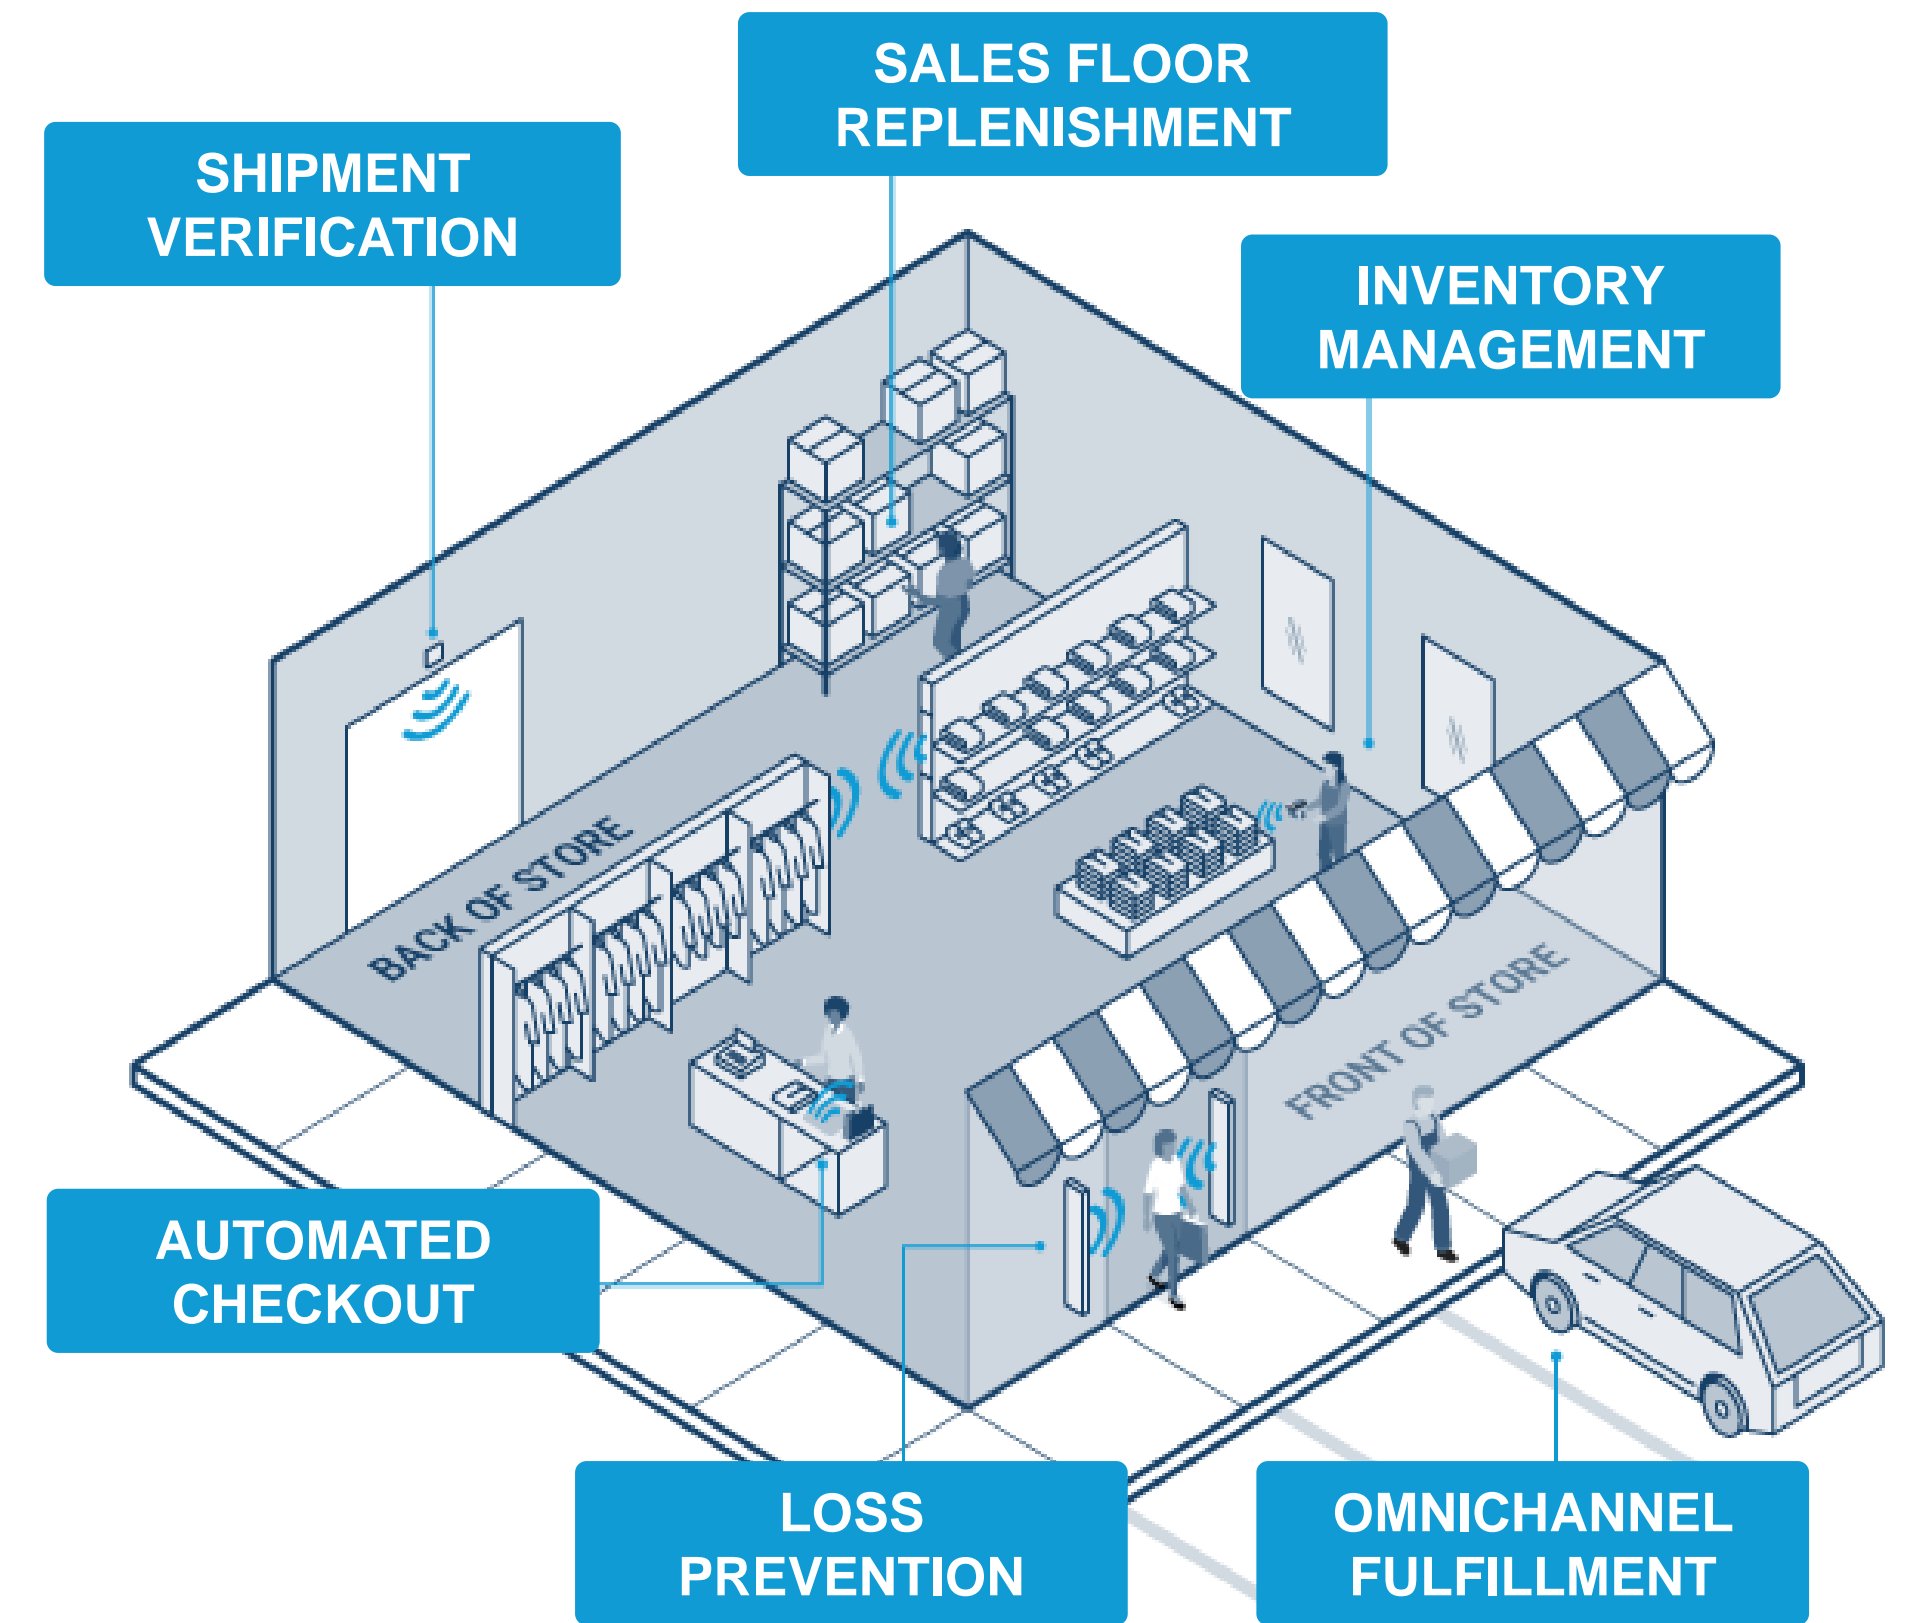 SALES FLOOR
REPLENISHMENT
SHIPMENT
VERIFICATION
INVENTORY
MANAGEMENT
BACK OF STORE
FRONT OF STORE
AUTOMATED
CHECKOUT
LOSS
PREVENTION
OMNICHANNEL
FULFILLMENT